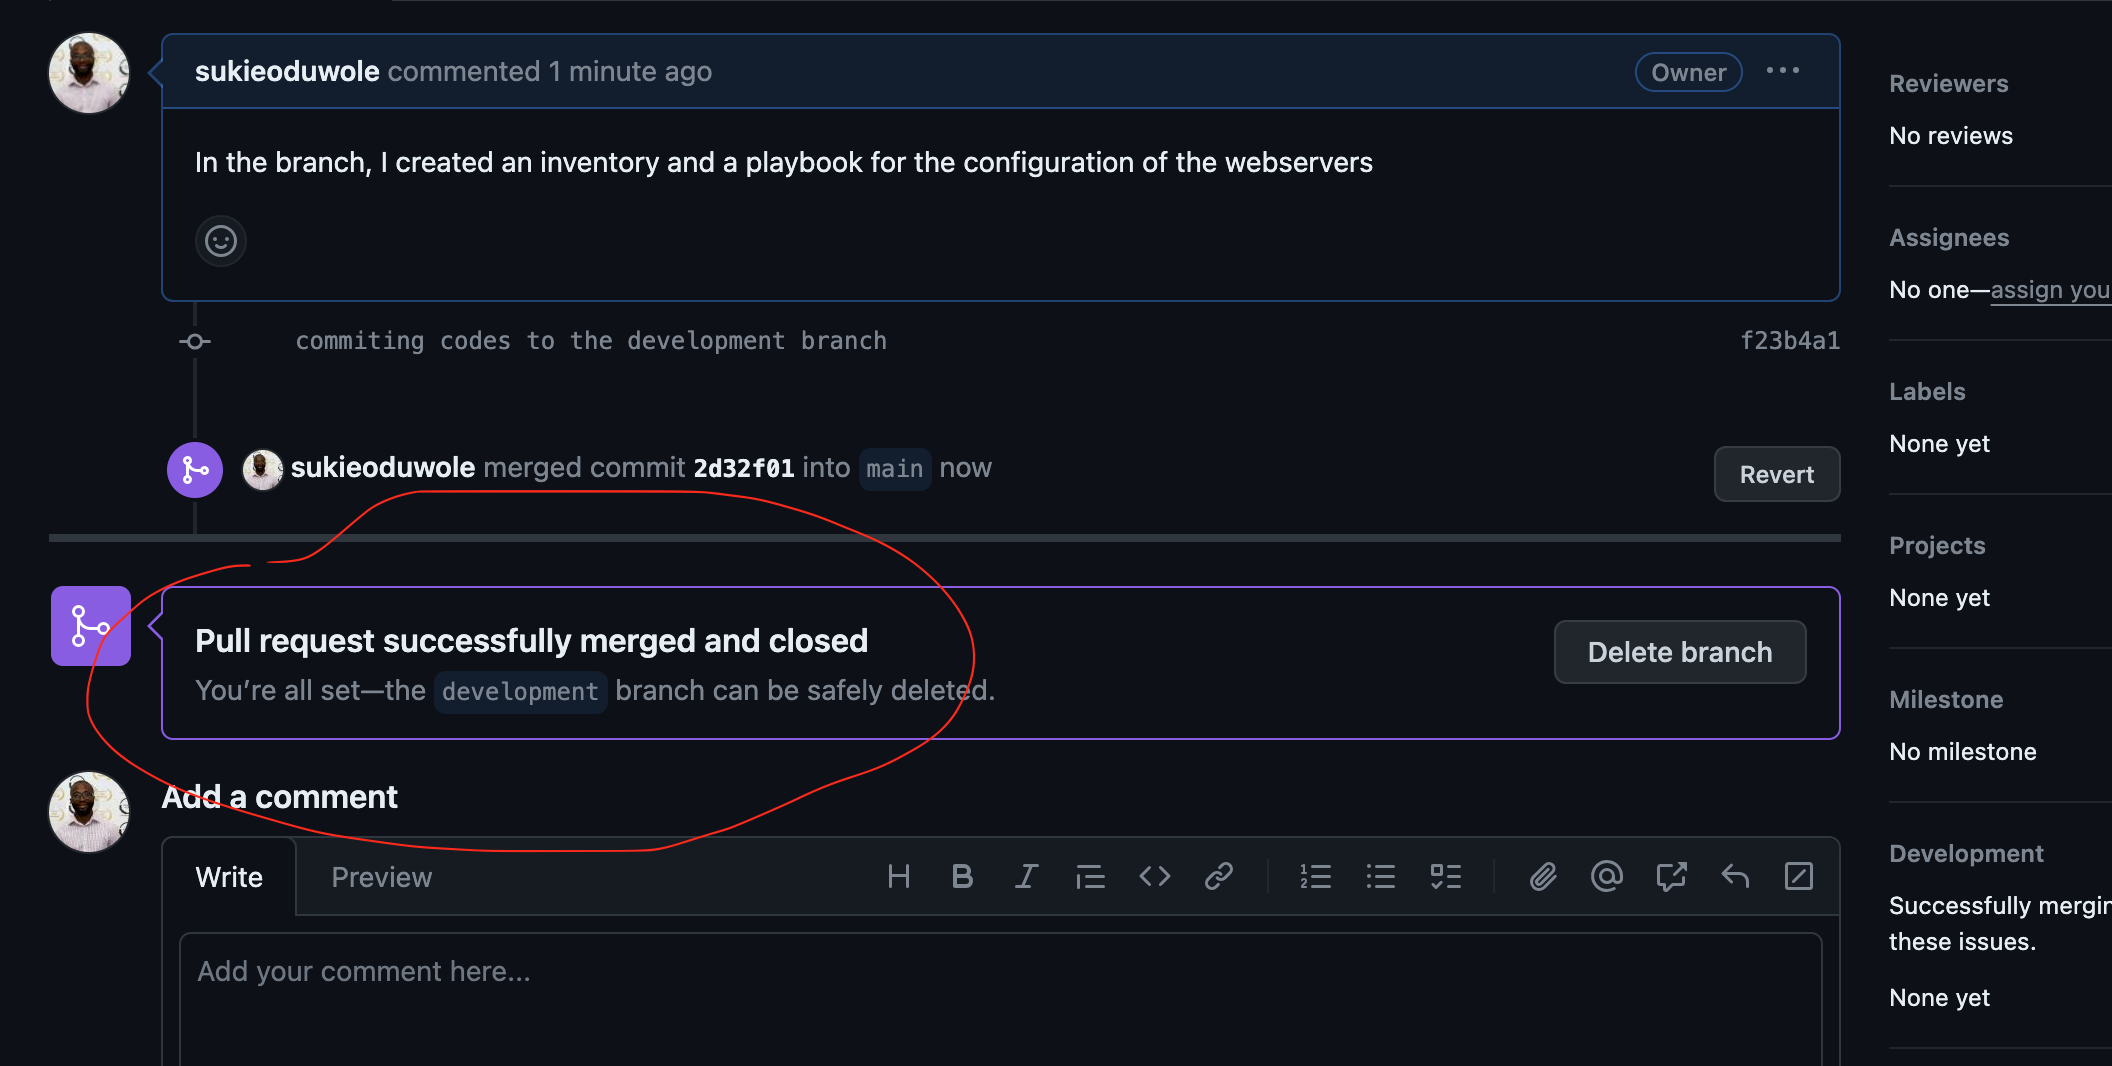 sukieoduwole commented 1 minute ago
Owner
In the branch, I created an inventory and a playbook for the configuration of the webservers
commiting codes to the development branch
f23b4a1
sukieoduwole merged commit 2d32f01 into main now
Revert
Pull request successfully merged and closed
You’re all set—the development branch can be safely deleted.
Delete branch
Add a comment
Write
Preview
Add your comment here...
Reviewers
No reviews
Assignees
No one—assign you
Labels
None yet
Projects
None yet
Milestone
No milestone
Development
Successfully mergin
these issues.
None yet